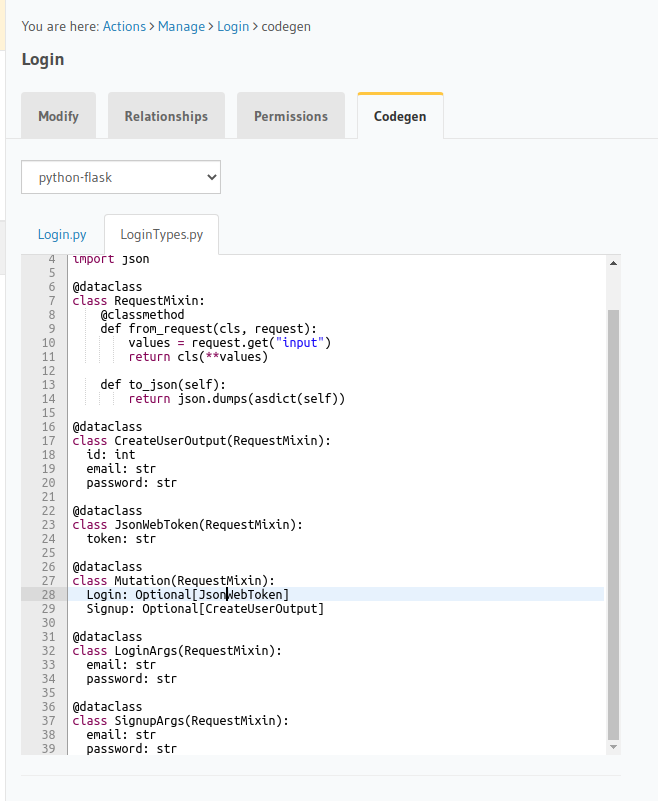 You are here: Actions > Manage > Login > codegen
Login
Modify Relationships Permissions Codegen
python-flask
Login.py LoginTypes.py
4 import json
5
6 @dataclass
7 class RequestMixin:
8     @classmethod
9     def from_request(cls, request):
10         values = request.get("input")
11         return cls(**values)
12
13     def to_json(self):
14         return json.dumps(asdict(self))
15
16 @dataclass
17 class CreateUserOutput(RequestMixin):
18   id: int
19   email: str
20   password: str
21
22 @dataclass
23 class JsonWebToken(RequestMixin):
24   token: str
25
26 @dataclass
27 class Mutation(RequestMixin):
28   Login: Optional[JsonWebToken]
29   Signup: Optional[CreateUserOutput]
30
31 @dataclass
32 class LoginArgs(RequestMixin):
33   email: str
34   password: str
35
36 @dataclass
37 class SignupArgs(RequestMixin):
38   email: str
39   password: str